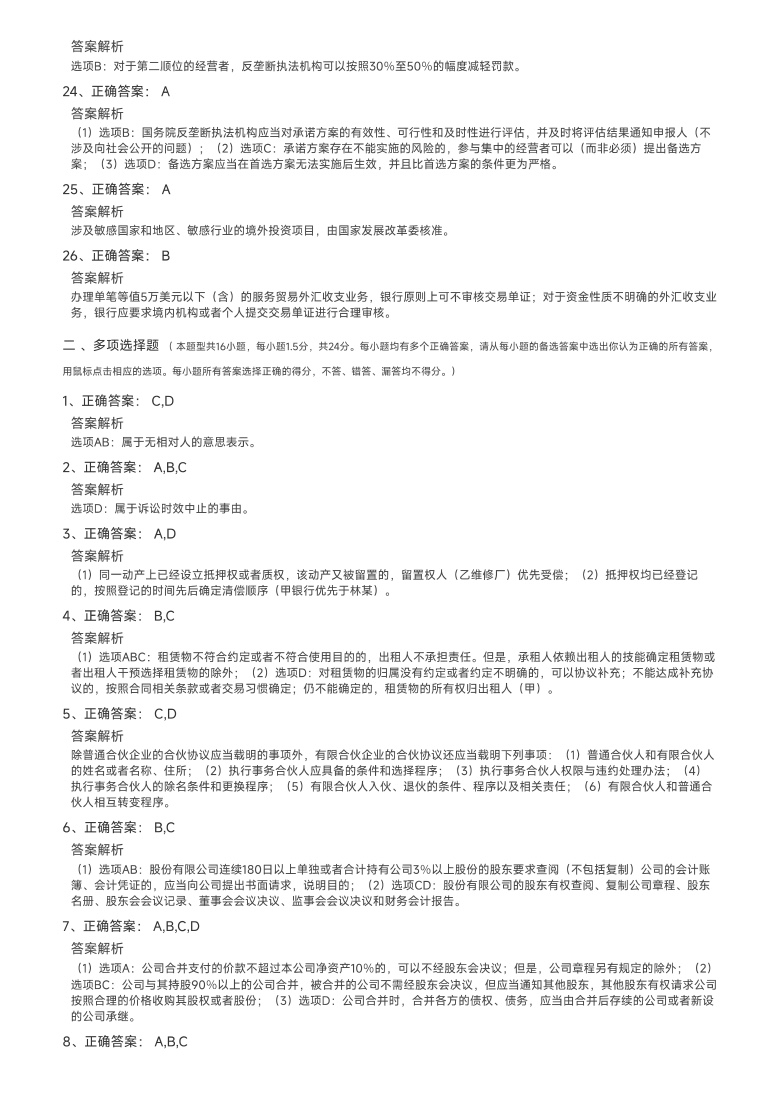 答案解析
选项B：对于第二顺位的经营者，反垄断执法机构可以按照30%至50%的幅度减轻罚款。
24、正确答案： A
答案解析
（1）选项B：国务院反垄断执法机构应当对承诺方案的有效性、可行性和及时性进行评估，并及时将评估结果通知申报人（不
涉及向社会公开的问题）；（2）选项C：承诺方案存在不能实施的风险的，参与集中的经营者可以（而非必须）提出备选方
案；（3）选项D：备选方案应当在首选方案无法实施后生效，并且比首选方案的条件更为严格。
25、正确答案： A
答案解析
涉及敏感国家和地区、敏感行业的境外投资项目，由国家发展改革委核准。
26、正确答案： B
答案解析
办理单笔等值5万美元以下（含）的服务贸易外汇收支业务，银行原则上可不审核交易单证；对于资金性质不明确的外汇收支业
务，银行应要求境内机构或者个人提交交易单证进行合理审核。
二 、多项选择题 （ 本题型共16小题，每小题1.5分，共24分。每小题均有多个正确答案，请从每小题的备选答案中选出你认为正确的所有答案，
用鼠标点击相应的选项。每小题所有答案选择正确的得分，不答、错答、漏答均不得分。）
1、正确答案： C,D
答案解析
选项AB：属于无相对人的意思表示。
2、正确答案： A,B,C
答案解析
选项D：属于诉讼时效中止的事由。
3、正确答案： A,D
答案解析
（1）同一动产上已经设立抵押权或者质权，该动产又被留置的，留置权人（乙维修厂）优先受偿；（2）抵押权均已经登记
的，按照登记的时间先后确定清偿顺序（甲银行优先于林某）。
4、正确答案： B,C
答案解析
（1）选项ABC：租赁物不符合约定或者不符合使用目的的，出租人不承担责任。但是，承租人依赖出租人的技能确定租赁物或
者出租人干预选择租赁物的除外；（2）选项D：对租赁物的归属没有约定或者约定不明确的，可以协议补充；不能达成补充协
议的，按照合同相关条款或者交易习惯确定；仍不能确定的，租赁物的所有权归出租人（甲）。
5、正确答案： C,D
答案解析
除普通合伙企业的合伙协议应当载明的事项外，有限合伙企业的合伙协议还应当载明下列事项：（1）普通合伙人和有限合伙人
的姓名或者名称、住所；（2）执行事务合伙人应具备的条件和选择程序；（3）执行事务合伙人权限与违约处理办法；（4）
执行事务合伙人的除名条件和更换程序；（5）有限合伙人入伙、退伙的条件、程序以及相关责任；（6）有限合伙人和普通合
伙人相互转变程序。
6、正确答案： B,C
答案解析
（1）选项AB：股份有限公司连续180日以上单独或者合计持有公司3%以上股份的股东要求查阅（不包括复制）公司的会计账
簿、会计凭证的，应当向公司提出书面请求，说明目的；（2）选项CD：股份有限公司的股东有权查阅、复制公司章程、股东
名册、股东会会议记录、董事会会议决议、监事会会议决议和财务会计报告。
7、正确答案： A,B,C,D
答案解析
（1）选项A：公司合并支付的价款不超过本公司净资产10%的，可以不经股东会决议；但是，公司章程另有规定的除外；（2）
选项BC：公司与其持股90%以上的公司合并，被合并的公司不需经股东会决议，但应当通知其他股东，其他股东有权请求公司
按照合理的价格收购其股权或者股份；（3）选项D：公司合并时，合并各方的债权、债务，应当由合并后存续的公司或者新设
的公司承继。
8、正确答案： A,B,C